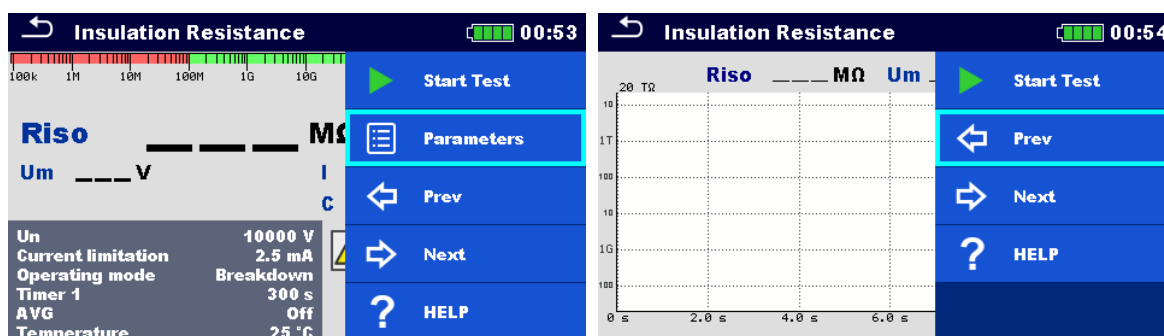 Insulation Resistance 00:53
100k 1M 10M 100M 1G 10G
Riso ___ MΩ
Um ___ V I
C
Un 10000 V
Current limitation 2.5 mA
Operating mode Breakdown
Timer 1 300 s
AVG Off
Temperature 25 °C
Start Test
Parameters
Prev
Next
? HELP
Insulation Resistance 00:54
Riso ___ MΩ Um _
20 TΩ
10
1T
100
10
1G
100
0 s 2.0 s 4.0 s 6.0 s
Start Test
Prev
Next
? HELP